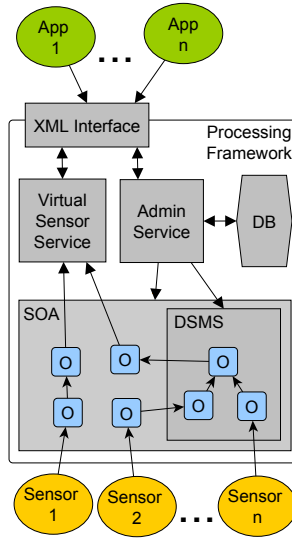 App
1
...
App
n
XML Interface
Processing
Framework
Virtual
Sensor
Service
Admin
Service
DB
SOA
DSMS
O
O
O
O
O
O
O
Sensor
1
Sensor
2
...
Sensor
n